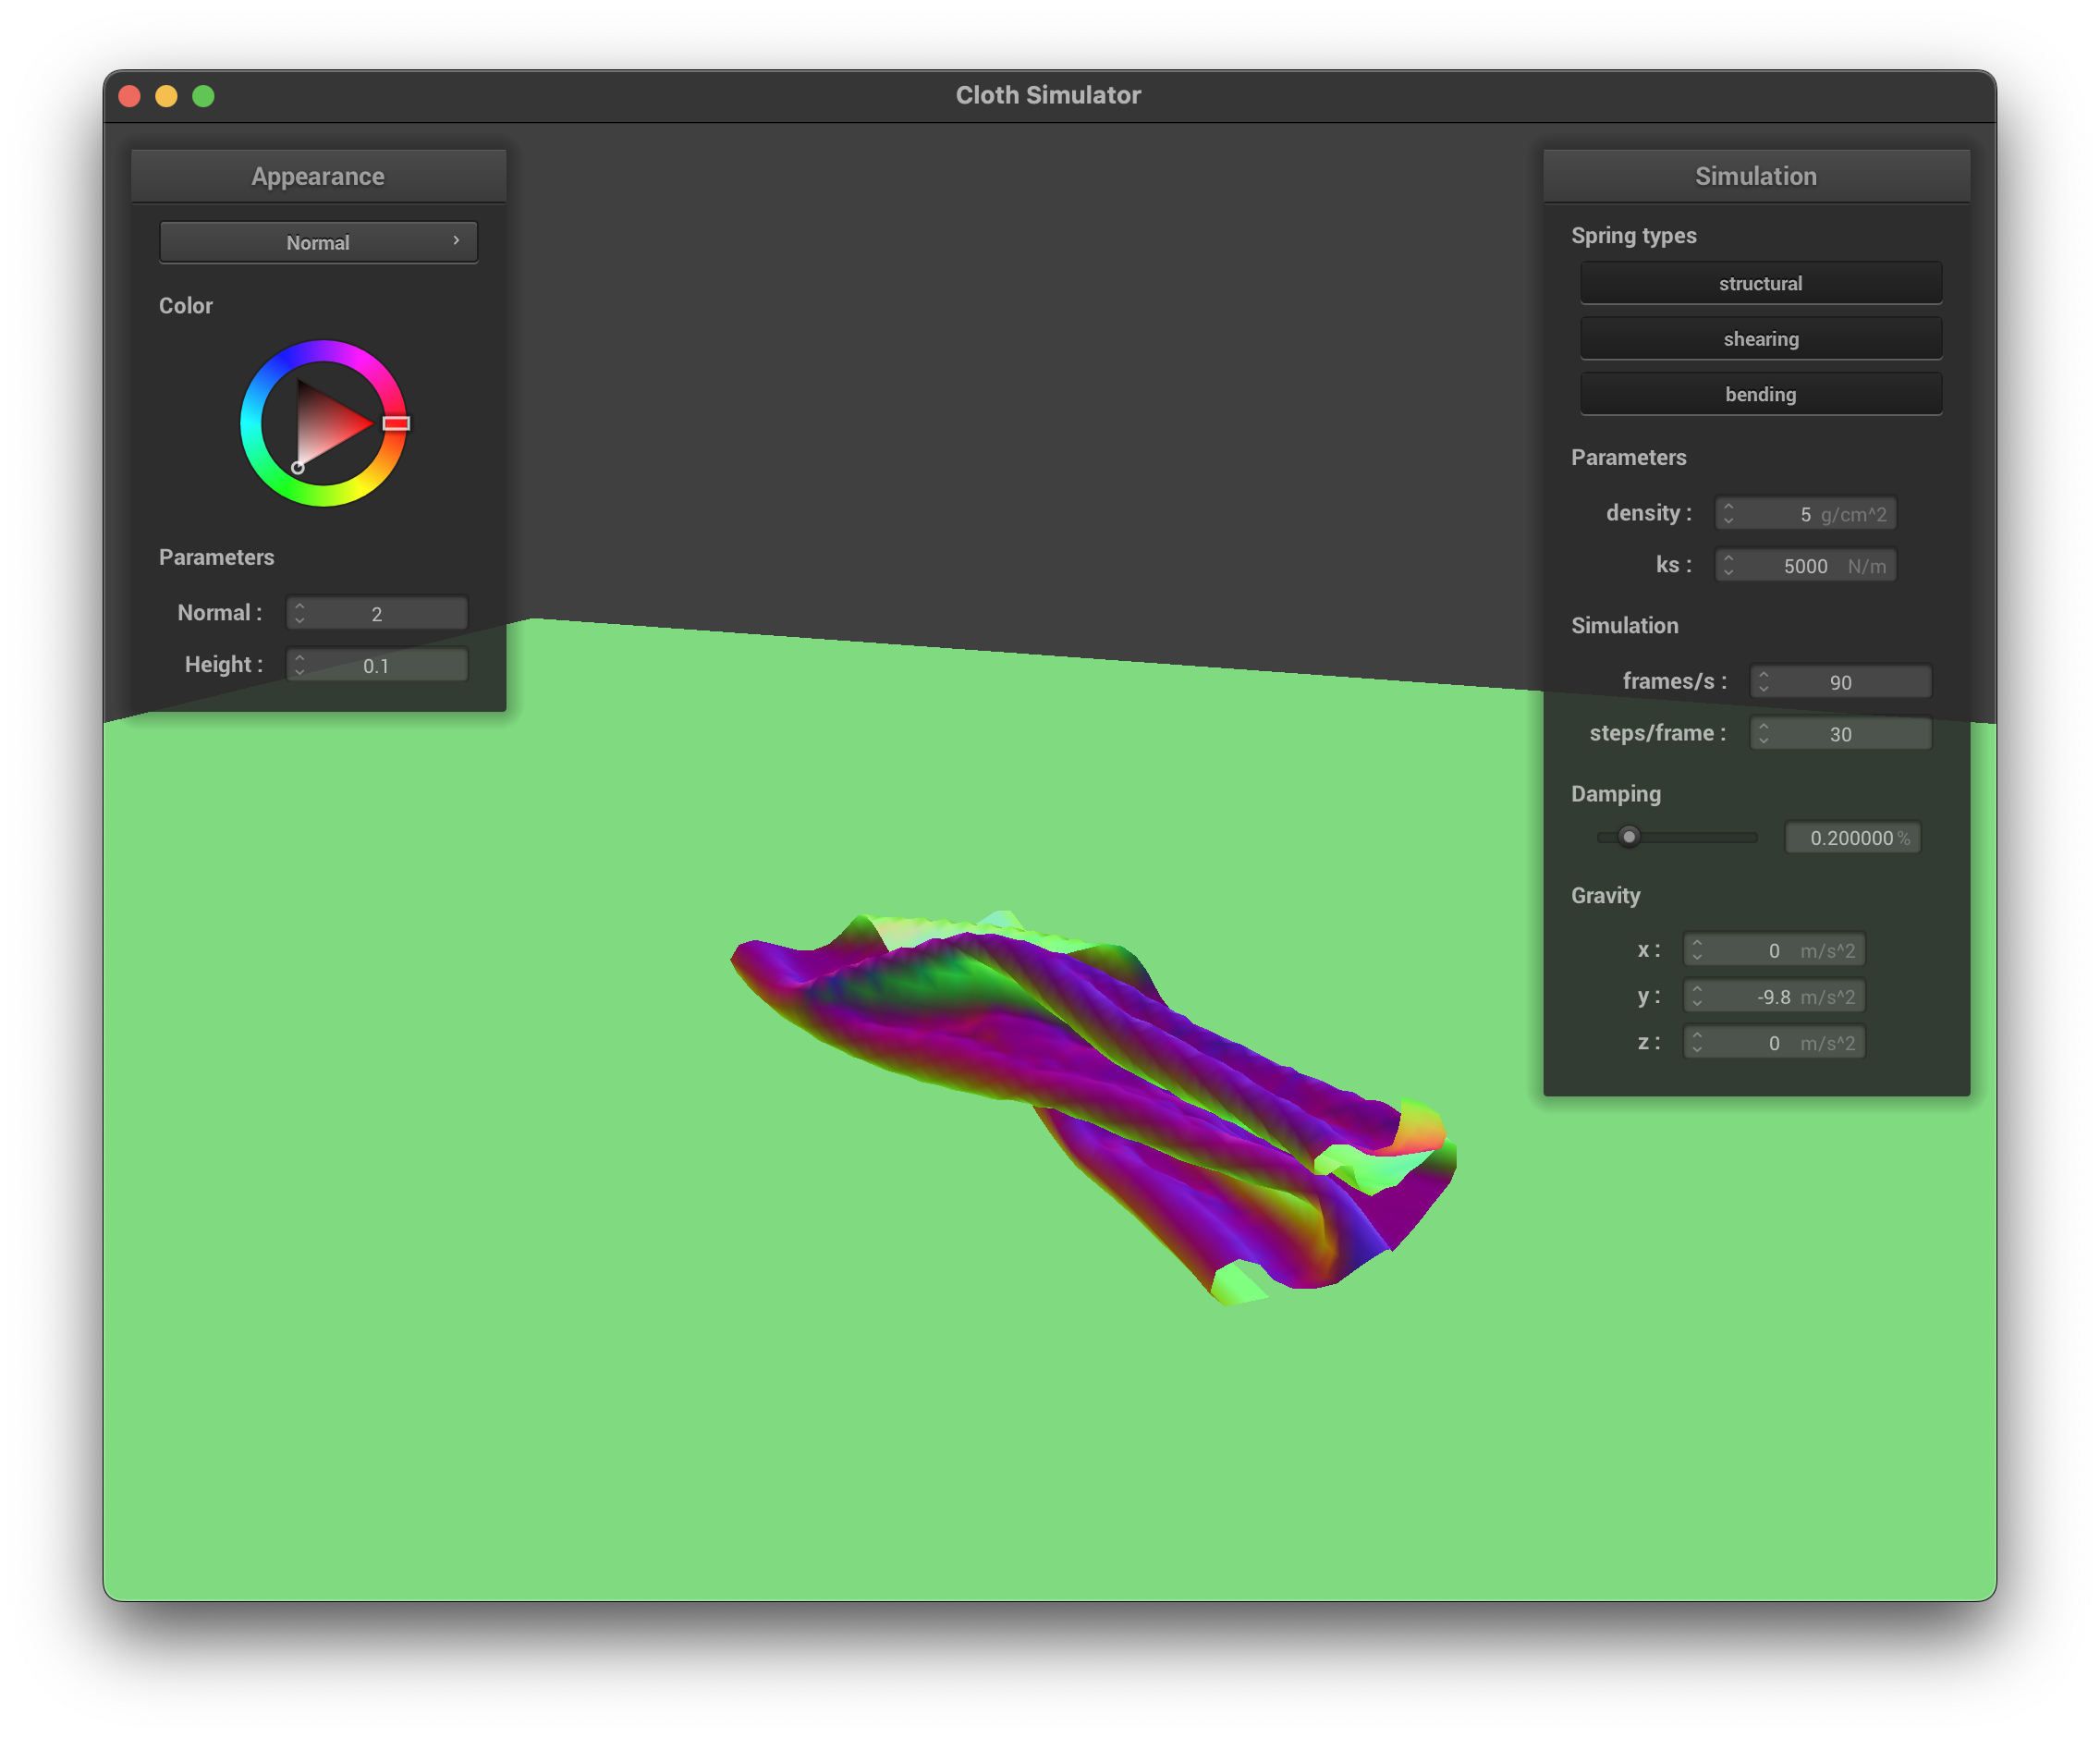 Cloth Simulator
Appearance
Normal
Color
Parameters
Normal : 2
Height : 0.1
Simulation
Spring types
structural
shearing
bending
Parameters
density : 5 g/cm^2
ks : 5000 N/m
Simulation
frames/s : 90
steps/frame : 30
Damping
0.200000 %
Gravity
x : 0 m/s^2
y : -9.8 m/s^2
z : 0 m/s^2